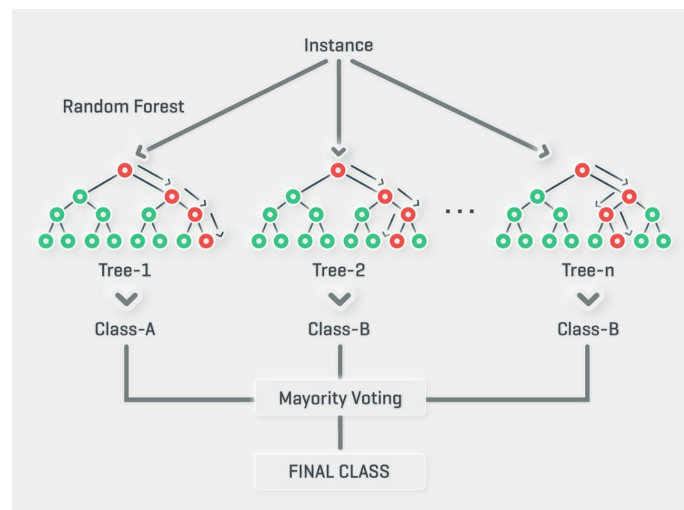 Instance
Random Forest
...
Tree-1
Tree-2
Tree-n
Class-A
Class-B
Class-B
Mayority Voting
FINAL CLASS